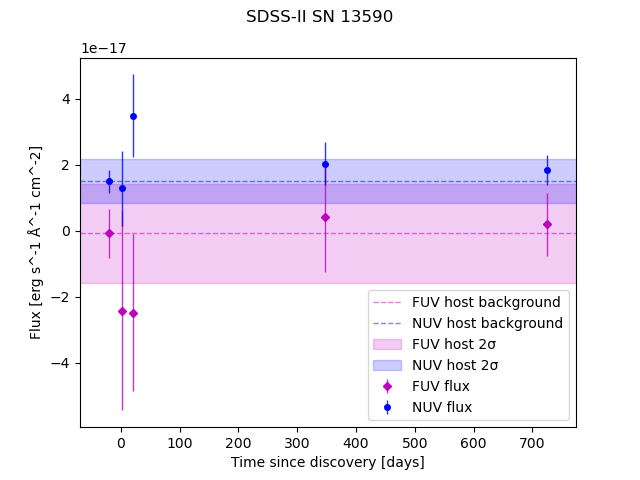 SDSS-II SN 13590
1e−17
4
2
0
−2
−4
Flux [erg s^-1 Å^-1 cm^-2]
0 100 200 300 400 500 600 700
Time since discovery [days]
FUV host background
NUV host background
FUV host 2σ
NUV host 2σ
FUV flux
NUV flux